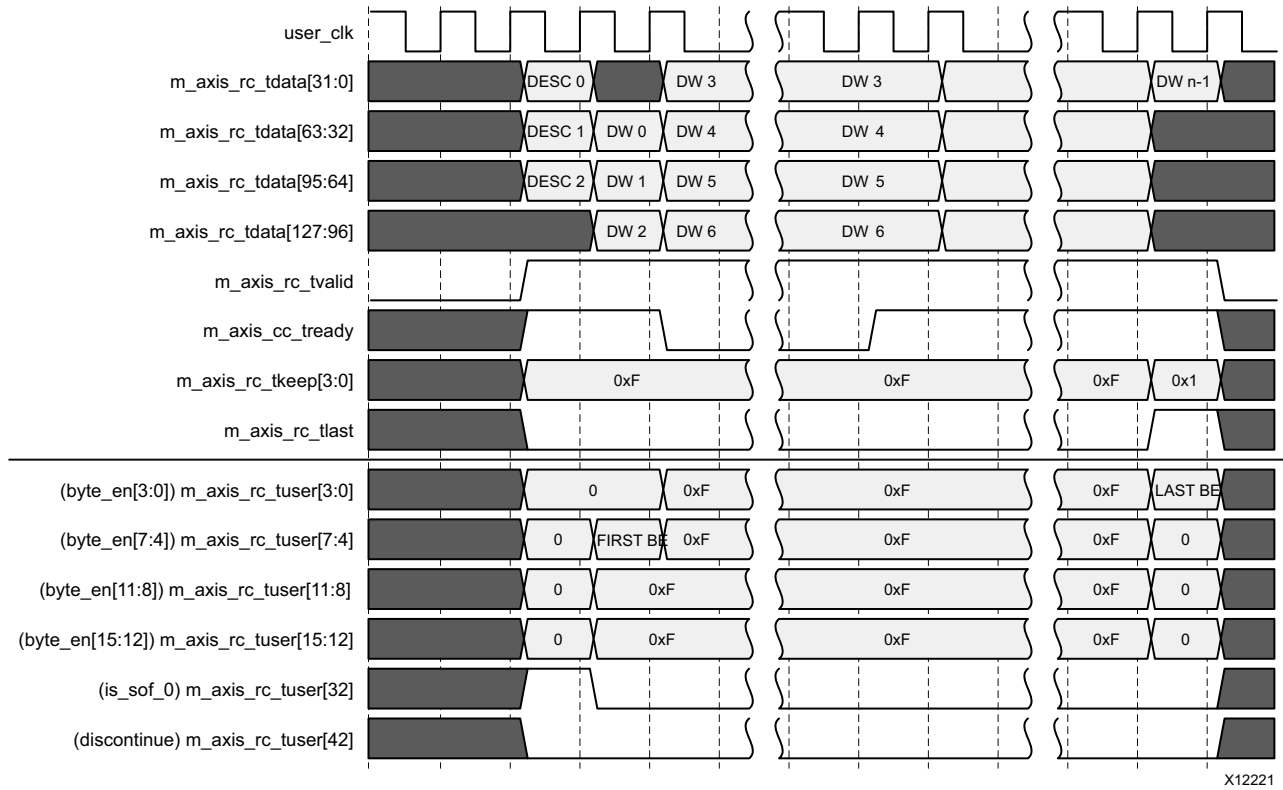 user_clk
m_axis_rc_tdata[31:0] DESC 0 DW 3 DW 3 DW n-1
m_axis_rc_tdata[63:32] DESC 1 DW 0 DW 4 DW 4
m_axis_rc_tdata[95:64] DESC 2 DW 1 DW 5 DW 5
m_axis_rc_tdata[127:96] DW 2 DW 6 DW 6
m_axis_rc_tvalid
m_axis_cc_tready
m_axis_rc_tkeep[3:0] 0xF 0xF 0xF 0x1
m_axis_rc_tlast
(byte_en[3:0]) m_axis_rc_tuser[3:0] 0 0xF 0xF 0xF LAST BE
(byte_en[7:4]) m_axis_rc_tuser[7:4] 0 FIRST BE 0xF 0xF 0xF 0
(byte_en[11:8]) m_axis_rc_tuser[11:8] 0 0xF 0xF 0xF 0
(byte_en[15:12]) m_axis_rc_tuser[15:12] 0 0xF 0xF 0xF 0
(is_sof_0) m_axis_rc_tuser[32]
(discontinue) m_axis_rc_tuser[42]
X12221